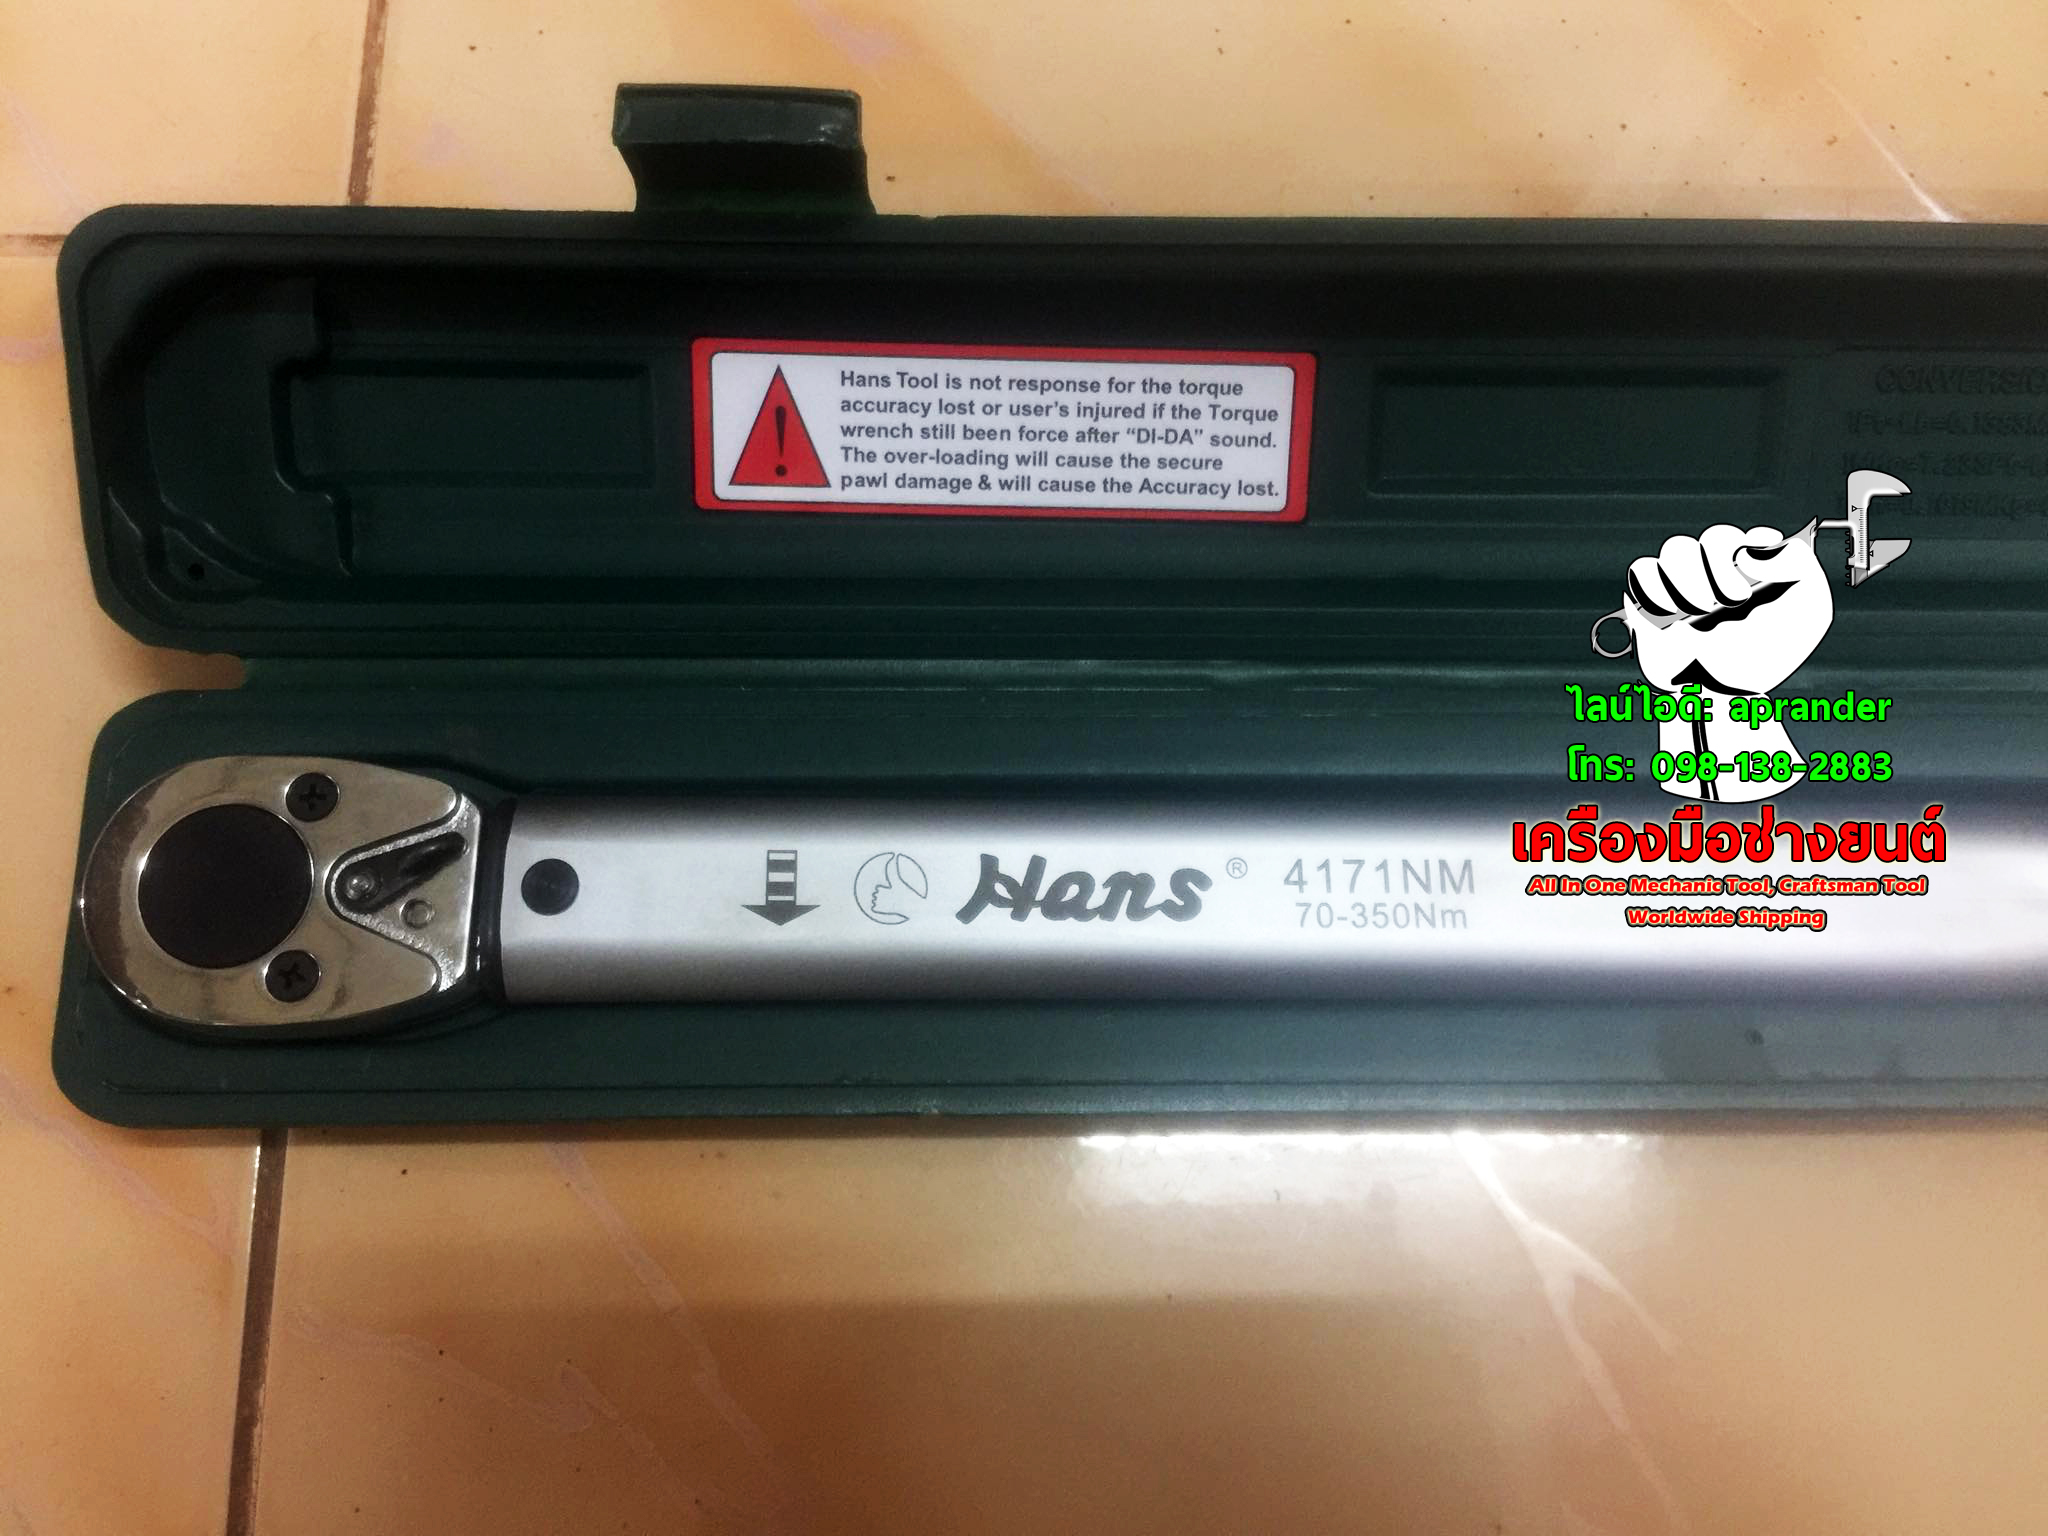 Hans Tool is not response for the torque
accuracy lost or user's injured if the Torque
wrench still been force after “DI-DA” sound.
The over-loading will cause the secure
pawl damage & will cause the Accuracy lost.
ไลน์ไอดี: aprander
โทร: 098-138-2883
เครื่องมือช่างยนต์
All In One Mechanic Tool, Craftsman Tool
Worldwide Shipping
Hans ® 4171NM
70-350Nm